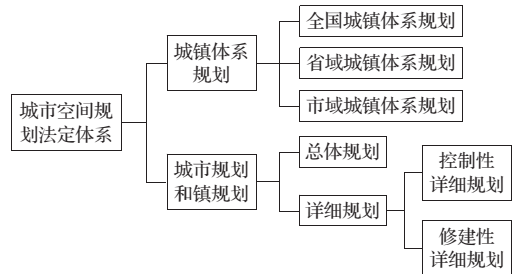 城市空间规
划法定体系
城镇体系
规划
全国城镇体系规划
省域城镇体系规划
市域城镇体系规划
城市规划
和镇规划
总体规划
详细规划
控制性
详细规划
修建性
详细规划